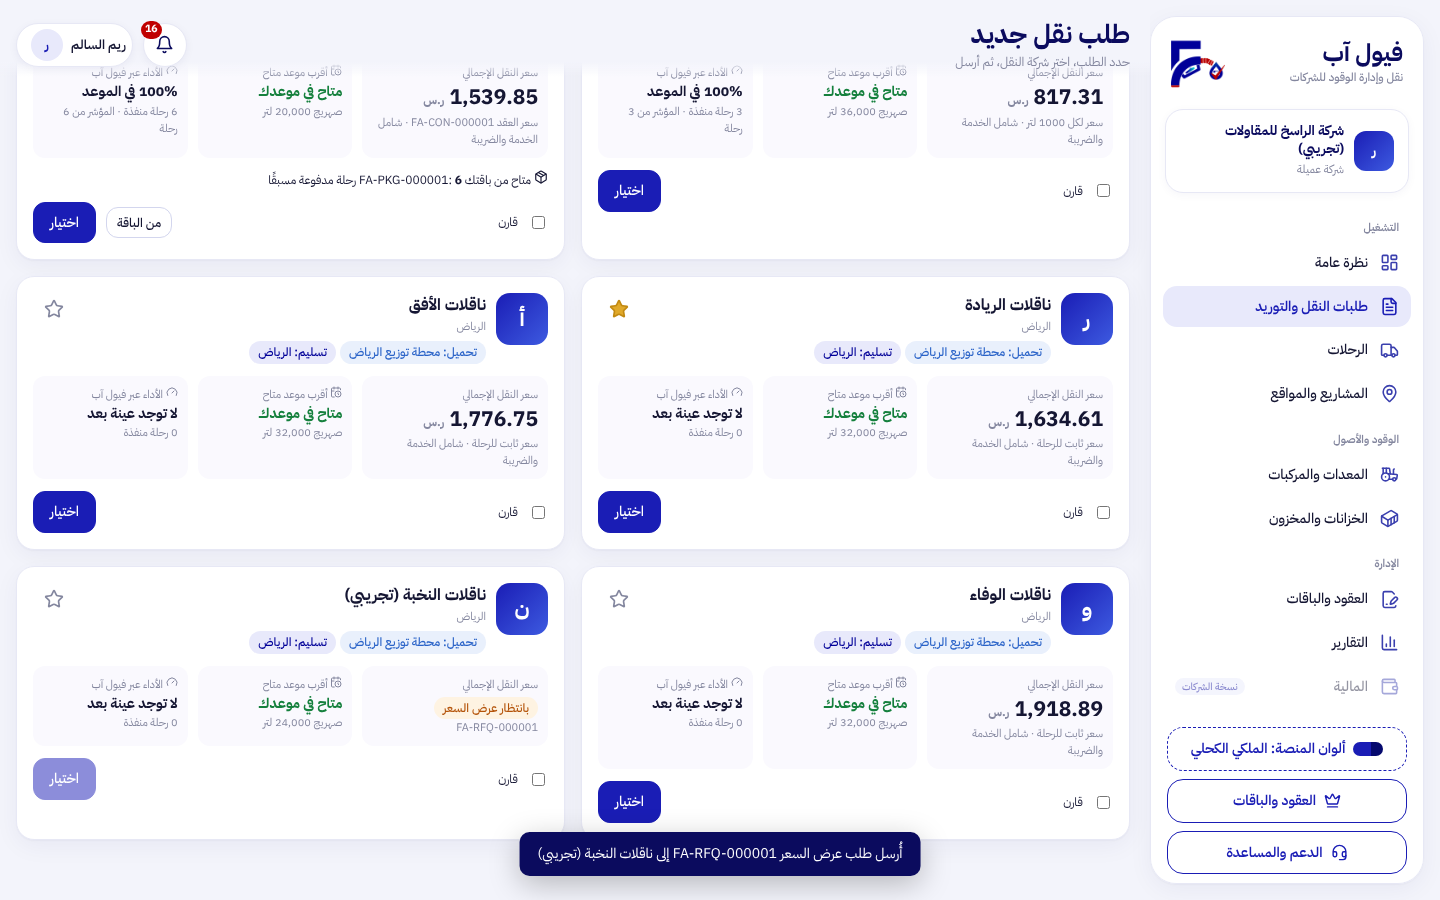 فيول آب
نقل وإدارة الوقود للشركات
شركة الراسخ للمقاولات (تجريبي)
شركة عميلة
ر
التشغيل
نظرة عامة
طلبات النقل والتوريد
الرحلات
المشاريع والمواقع
الوقود والأصول
المعدات والمركبات
الخزانات والمخزون
الإدارة
العقود والباقات
التقارير
المالية
نسخة الشركات
ألوان المنصة: الملكي الكحلي
العقود والباقات
الدعم والمساعدة
طلب نقل جديد
حدد الطلب، اختر شركة النقل، ثم أرسل
16
ريم السالم
ر
سعر النقل الإجمالي
817.31 ر.س
سعر لكل 1000 لتر · شامل الخدمة والضريبة
أقرب موعد متاح
متاح في موعدك
صهريج 36,000 لتر
الأداء عبر فيول آب
100% في الموعد
3 رحلة منفذة · المؤشر من 3 رحلة
قارن
اختيار
سعر النقل الإجمالي
1,539.85 ر.س
سعر العقد FA-CON-000001 · شامل الخدمة والضريبة
أقرب موعد متاح
متاح في موعدك
صهريج 20,000 لتر
الأداء عبر فيول آب
100% في الموعد
6 رحلة منفذة · المؤشر من 6 رحلة
متاح من باقتك FA-PKG-000001: 6 رحلة مدفوعة مسبقًا
قارن
من الباقة
اختيار
ر
ناقلات الريادة
الرياض
تحميل: محطة توزيع الرياض
تسليم: الرياض
سعر النقل الإجمالي
1,634.61 ر.س
سعر ثابت للرحلة · شامل الخدمة والضريبة
أقرب موعد متاح
متاح في موعدك
صهريج 32,000 لتر
الأداء عبر فيول آب
لا توجد عينة بعد
0 رحلة منفذة
قارن
اختيار
أ
ناقلات الأفق
الرياض
تحميل: محطة توزيع الرياض
تسليم: الرياض
سعر النقل الإجمالي
1,776.75 ر.س
سعر ثابت للرحلة · شامل الخدمة والضريبة
أقرب موعد متاح
متاح في موعدك
صهريج 32,000 لتر
الأداء عبر فيول آب
لا توجد عينة بعد
0 رحلة منفذة
قارن
اختيار
و
ناقلات الوفاء
الرياض
تحميل: محطة توزيع الرياض
تسليم: الرياض
سعر النقل الإجمالي
1,918.89 ر.س
سعر ثابت للرحلة · شامل الخدمة والضريبة
أقرب موعد متاح
متاح في موعدك
صهريج 32,000 لتر
الأداء عبر فيول آب
لا توجد عينة بعد
0 رحلة منفذة
قارن
اختيار
ن
ناقلات النخبة (تجريبي)
الرياض
تحميل: محطة توزيع الرياض
تسليم: الرياض
سعر النقل الإجمالي
بانتظار عرض السعر
FA-RFQ-000001
أقرب موعد متاح
متاح في موعدك
صهريج 24,000 لتر
الأداء عبر فيول آب
لا توجد عينة بعد
0 رحلة منفذة
قارن
اختيار
أُرسل طلب عرض السعر FA-RFQ-000001 إلى ناقلات النخبة (تجريبي)